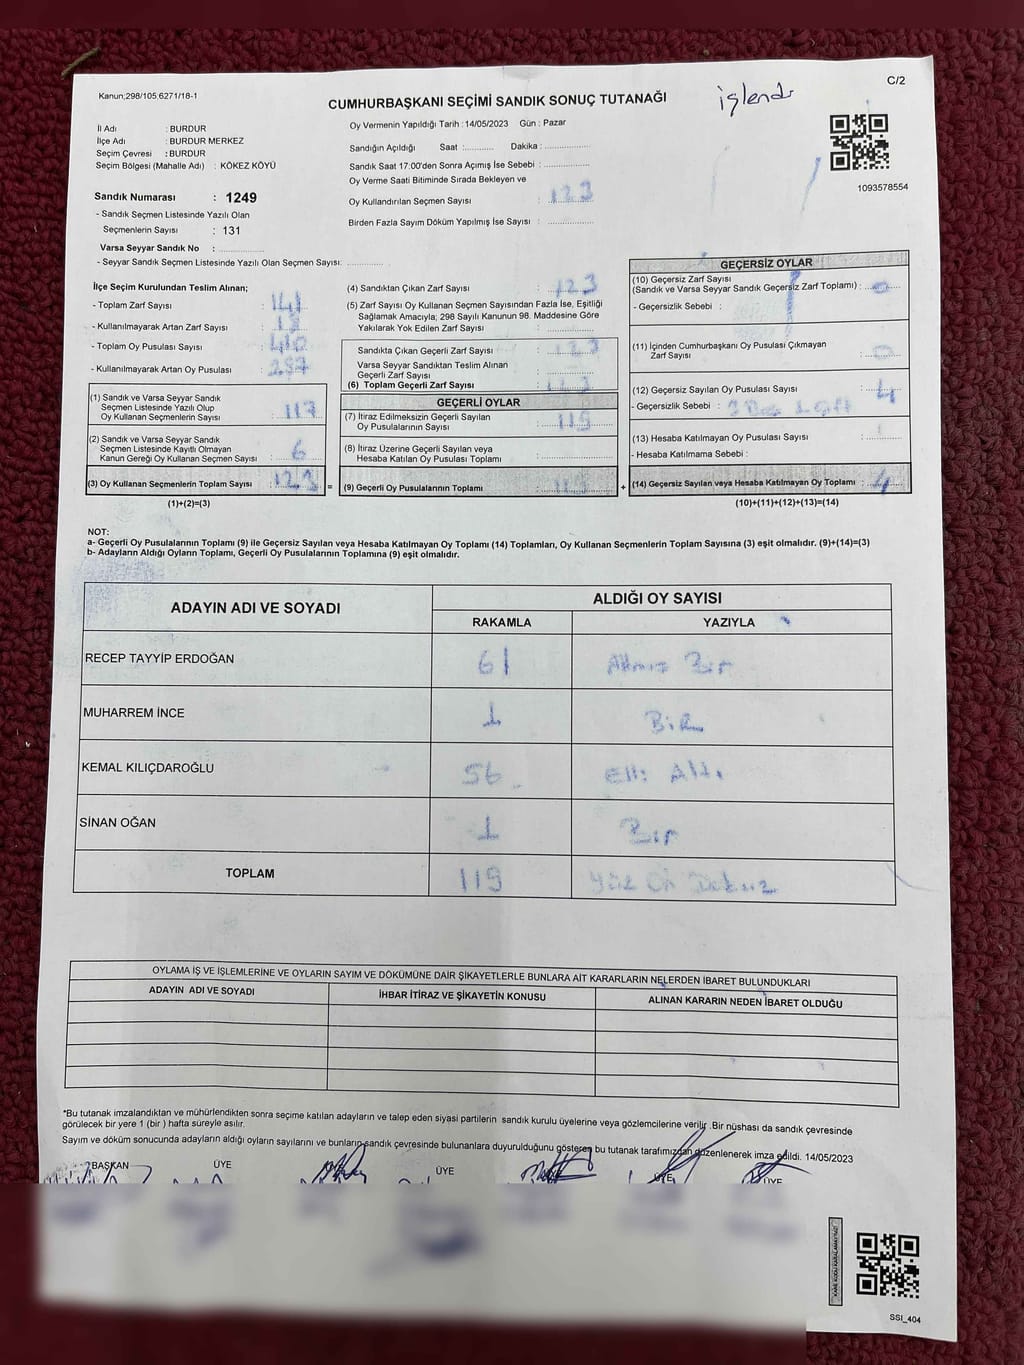 Kanun;298/105,6271/18-1
C/2
CUMHURBAŞKANI SEÇİMİ SANDIK SONUÇ TUTANAĞI
işlendi
İl Adı : BURDUR
İlçe Adı : BURDUR MERKEZ
Seçim Çevresi : BURDUR
Seçim Bölgesi (Mahalle Adı) : KÖKEZ KÖYÜ
Sandık Numarası : 1249
- Sandık Seçmen Listesinde Yazılı Olan
Seçmenlerin Sayısı : 131
Varsa Seyyar Sandık No :
- Seyyar Sandık Seçmen Listesinde Yazılı Olan Seçmen Sayısı:
Oy Vermenin Yapıldığı Tarih : 14/05/2023 Gün : Pazar
Sandığın Açıldığı Saat : Dakika :
Sandık Saat 17:00'den Sonra Açımış İse Sebebi :
Oy Verme Saati Bitiminde Sırada Bekleyen ve
Oy Kullandırılan Seçmen Sayısı : 123
Birden Fazla Sayım Döküm Yapılmış İse Sayısı :
1093578554
İlçe Seçim Kurulundan Teslim Alınan;
- Toplam Zarf Sayısı : 141
- Kullanılmayarak Artan Zarf Sayısı :
- Toplam Oy Pusulası Sayısı : 410
- Kullanılmayarak Artan Oy Pusulası : 287
(1) Sandık ve Varsa Seyyar Sandık
Seçmen Listesinde Yazılı Olup
Oy Kullanan Seçmenlerin Sayısı : 117
(2) Sandık ve Varsa Seyyar Sandık
Seçmen Listesinde Kayıtlı Olmayan
Kanun Gereği Oy Kullanan Seçmen Sayısı : 6
(3) Oy Kullanan Seçmenlerin Toplam Sayısı : 123
(1)+(2)=(3)
(4) Sandıktan Çıkan Zarf Sayısı : 123
(5) Zarf Sayısı Oy Kullanan Seçmen Sayısından Fazla İse, Eşitliği
Sağlamak Amacıyla; 298 Sayılı Kanunun 98. Maddesine Göre
Yakılarak Yok Edilen Zarf Sayısı :
Sandıkta Çıkan Geçerli Zarf Sayısı : 123
Varsa Seyyar Sandıktan Teslim Alınan
Geçerli Zarf Sayısı :
(6) Toplam Geçerli Zarf Sayısı : 123
GEÇERLİ OYLAR
(7) İtiraz Edilmeksizin Geçerli Sayılan
Oy Pusulalarının Sayısı : 119
(8) İtiraz Üzerine Geçerli Sayılan veya
Hesaba Katılan Oy Pusulası Toplamı :
= (9) Geçerli Oy Pusulalarının Toplamı : 119 +
GEÇERSİZ OYLAR
(10) Geçersiz Zarf Sayısı
(Sandık ve Varsa Seyyar Sandık Geçersiz Zarf Toplamı) : 0
- Geçersizlik Sebebi :
(11) İçinden Cumhurbaşkanı Oy Pusulası Çıkmayan
Zarf Sayısı : 0
(12) Geçersiz Sayılan Oy Pusulası Sayısı : 4
- Geçersizlik Sebebi :
(13) Hesaba Katılmayan Oy Pusulası Sayısı :
- Hesaba Katılmama Sebebi :
(14) Geçersiz Sayılan veya Hesaba Katılmayan Oy Toplamı : 4
(10)+(11)+(12)+(13)=(14)
NOT:
a- Geçerli Oy Pusulalarının Toplamı (9) ile Geçersiz Sayılan veya Hesaba Katılmayan Oy Toplamı (14) Toplamları, Oy Kullanan Seçmenlerin Toplam Sayısına (3) eşit olmalıdır. (9)+(14)=(3)
b- Adayların Aldığı Oyların Toplamı, Geçerli Oy Pusulalarının Toplamına (9) eşit olmalıdır.
ADAYIN ADI VE SOYADI ALDIĞI OY SAYISI
RAKAMLA YAZIYLA
RECEP TAYYİP ERDOĞAN 61 Altmış Bir
MUHARREM İNCE 1 Bir
KEMAL KILIÇDAROĞLU 56 Elli Altı
SİNAN OĞAN 1 Bir
TOPLAM 119 Yüz On Dokuz
OYLAMA İŞ VE İŞLEMLERİNE VE OYLARIN SAYIM VE DÖKÜMÜNE DAİR ŞİKAYETLERLE BUNLARA AİT KARARLARIN NELERDEN İBARET BULUNDUKLARI
ADAYIN ADI VE SOYADI İHBAR İTİRAZ VE ŞİKAYETİN KONUSU ALINAN KARARIN NEDEN İBARET OLDUĞU
*Bu tutanak imzalandıktan ve mühürlendikten sonra seçime katılan adayların ve talep eden siyasi partilerin sandık kurulu üyelerine veya gözlemcilerine verilir. Bir nüshası da sandık çevresinde
görülecek bir yere 1 (bir ) hafta süreyle asılır.
Sayım ve döküm sonucunda adayların aldığı oyların sayılarını ve bunların sandık çevresinde bulunanlara duyurulduğunu gösteren bu tutanak tarafımızdan düzenlenerek imza edildi. 14/05/2023
BAŞKAN ÜYE ÜYE ÜYE ÜYE
SSİ_404